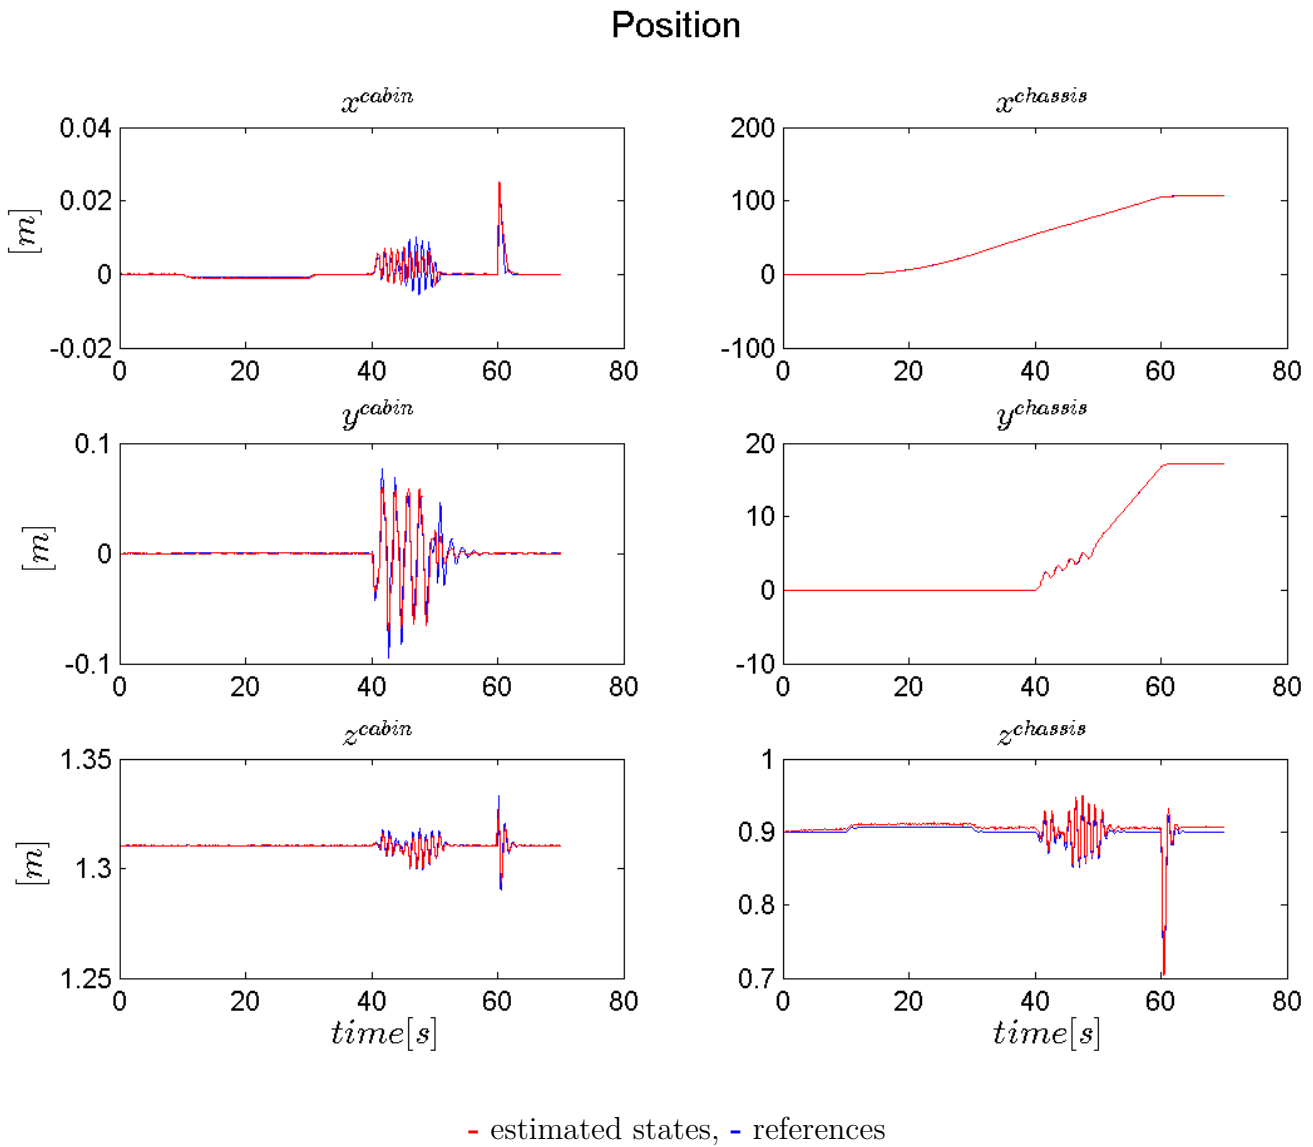 Position
x^{cabin}
x^{chassis}
0.04
0.02
0
-0.02
[m]
0 20 40 60 80
200
100
0
-100
0 20 40 60 80
y^{cabin}
y^{chassis}
0.1
0
-0.1
[m]
0 20 40 60 80
20
10
0
-10
0 20 40 60 80
z^{cabin}
z^{chassis}
1.35
1.3
1.25
[m]
0 20 40 60 80
time[s]
1
0.9
0.8
0.7
0 20 40 60 80
time[s]
- estimated states, - references